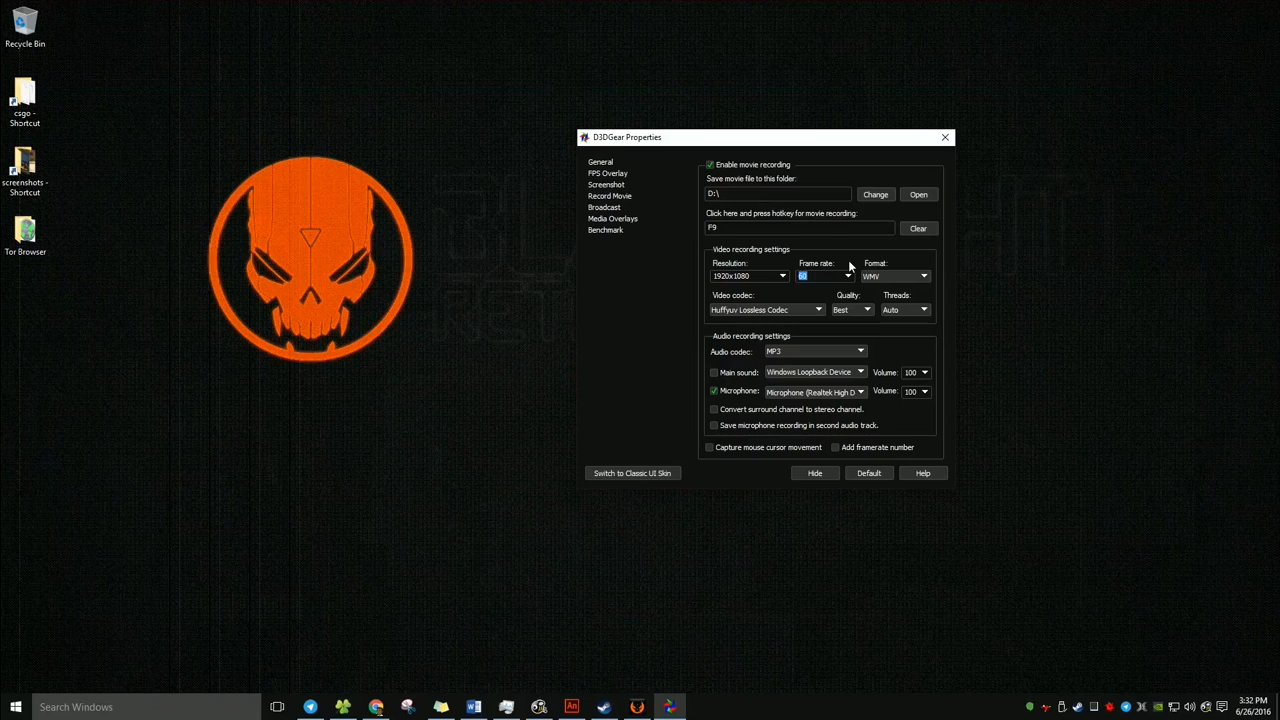 Recycle Bin
csgo -
Shortcut
screenshots -
Shortcut
Tor Browser
D3DGear Properties
General
FPS Overlay
Screenshot
Record Movie
Broadcast
Media Overlays
Benchmark
Enable movie recording
Save movie file to this folder:
D:\
Change
Open
Click here and press hotkey for movie recording:
F9
Clear
Video recording settings
Resolution:
Frame rate:
Format:
1920x1080
60
WMV
Video codec:
Quality:
Threads:
Huffyuv Lossless Codec
Best
Auto
Audio recording settings
Audio codec:
MP3
Main sound:
Windows Loopback Device
Volume:
100
Microphone:
Microphone (Realtek High D
Volume:
100
Convert surround channel to stereo channel.
Save microphone recording in second audio track.
Capture mouse cursor movement
Add framerate number
Switch to Classic UI Skin
Hide
Default
Help
Search Windows
An
3:32 PM
6/26/2016